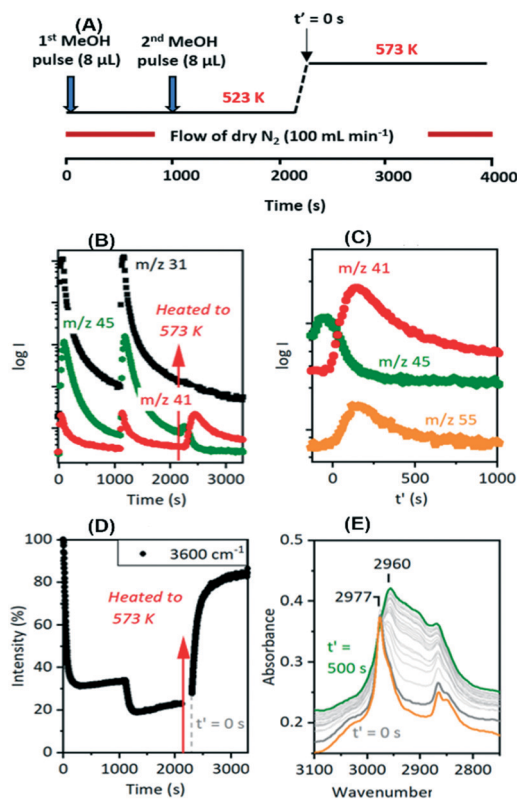 (A)
t' = 0 s
1st MeOH
pulse (8 µL)
2nd MeOH
pulse (8 µL)
523 K
573 K
Flow of dry N2 (100 mL min-1)
0 1000 2000 3000 4000
Time (s)
(B)
m/z 31
m/z 45
Heated to
573 K
m/z 41
log I
0 1000 2000 3000
Time (s)
(C)
m/z 41
m/z 45
m/z 55
log I
0 250 500 750 1000
t' (s)
(D)
3600 cm-1
Heated to
573 K
t' = 0 s
Intensity (%)
100
80
60
40
20
0
0 1000 2000 3000
Time (s)
(E)
2960
2977
t' =
500 s
t' = 0 s
Absorbance
0.5
0.4
0.3
0.2
3100 3000 2900 2800
Wavenumber